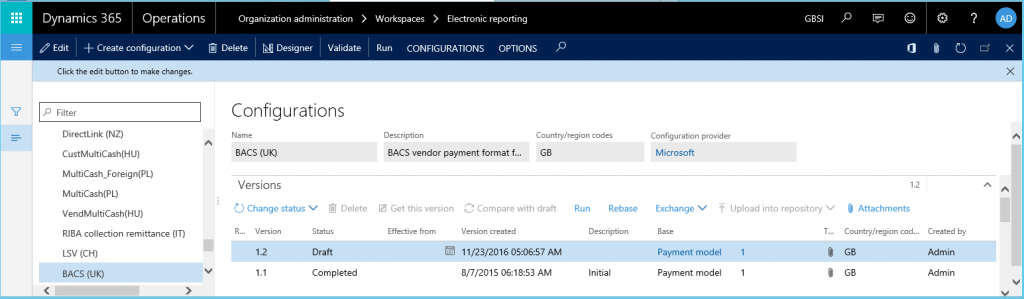 Dynamics 365 Operations Organization administration > Workspaces > Electronic reporting GBSI ? AD
Edit + Create configuration Delete Designer Validate Run CONFIGURATIONS OPTIONS
Click the edit button to make changes.
Filter
DirectLink (NZ)
CustMultiCash(HU)
MultiCash_Foreign(PL)
MultiCash(PL)
VendMultiCash(HU)
RIBA collection remittance (IT)
LSV (CH)
BACS (UK)
Configurations
Name Description Country/region codes Configuration provider
BACS (UK) BACS vendor payment format f... GB Microsoft
Versions 1.2
Change status Delete Get this version Compare with draft Run Rebase Exchange Upload into repository Attachments
R... Version Status Effective from Version created Description Base T... Country/region cod... Created by
1.2 Draft 11/23/2016 05:06:57 AM Payment model 1 GB Admin
1.1 Completed 8/7/2015 06:18:53 AM Initial Payment model 1 GB Admin